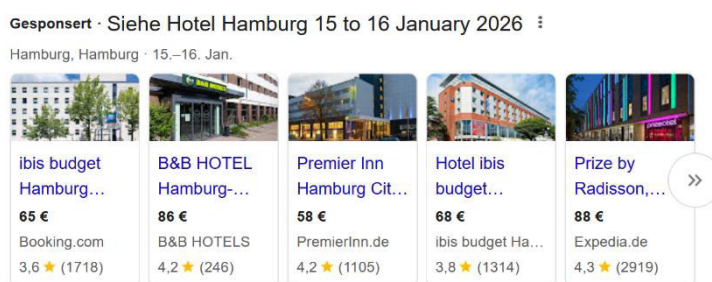 Gesponsert · Siehe Hotel Hamburg 15 to 16 January 2026
Hamburg, Hamburg · 15.–16. Jan.
B&B HOTELS
prizeotel
ibis budget
Hamburg…
65 €
Booking.com
3,6 ★ (1718)
B&B HOTEL
Hamburg-…
86 €
B&B HOTELS
4,2 ★ (246)
Premier Inn
Hamburg Cit…
58 €
PremierInn.de
4,2 ★ (1105)
Hotel ibis
budget…
68 €
ibis budget Ha…
3,8 ★ (1314)
Prize by
Radisson,…
88 €
Expedia.de
4,3 ★ (2919)